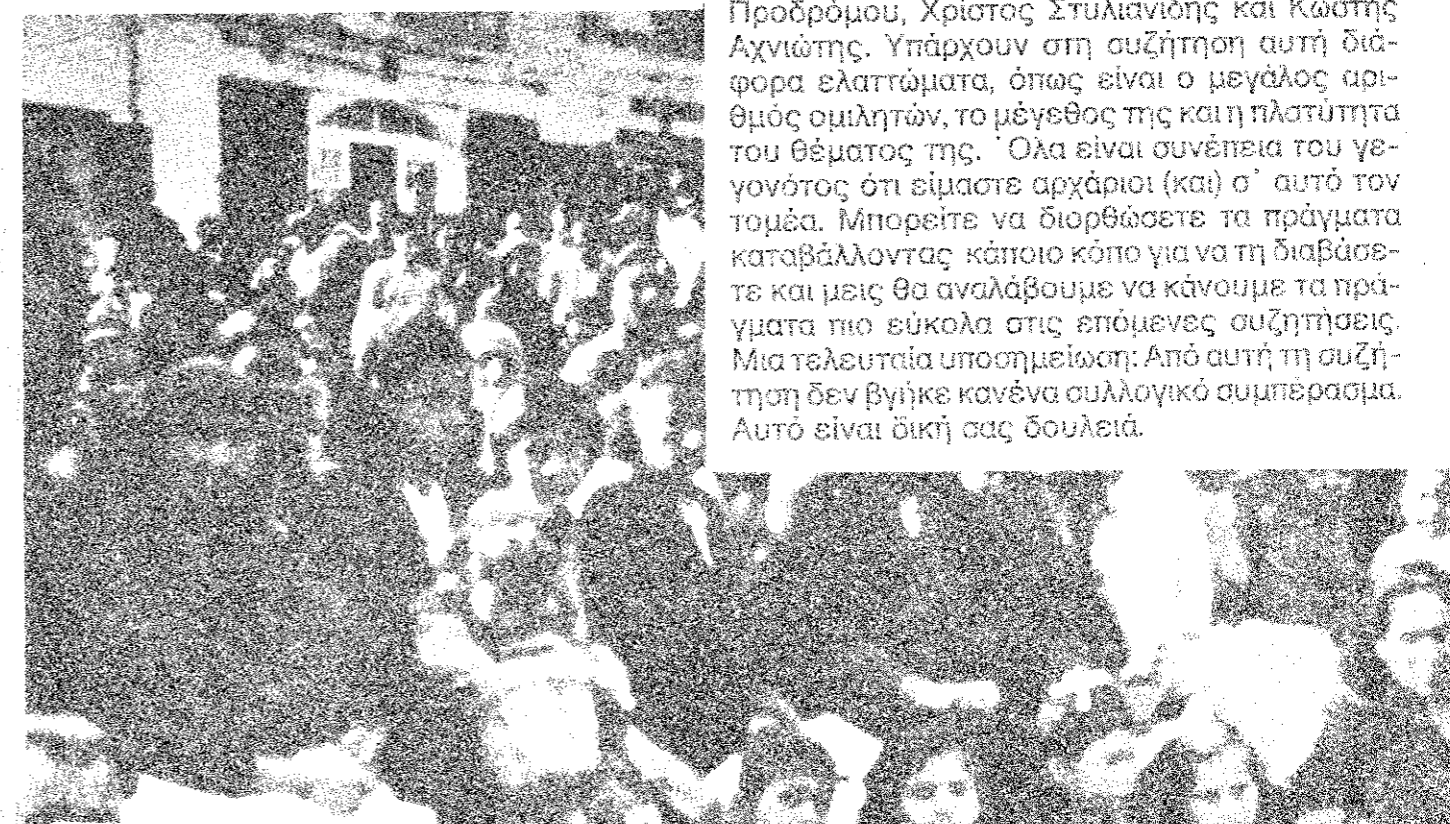 Προδρόμου, Χρίστος Στυλιανίδης και Κωστής
Αχνιώτης. Υπάρχουν στη συζήτηση αυτή διά-
φορα ελαττώματα, όπως είναι ο μεγάλος αρι-
θμός ομιλητών, το μέγεθος της και η πλατύτητα
του θέματος της. ΄Ολα είναι συνέπεια του γε-
γονότος ότι είμαστε αρχάριοι (και) σ΄ αυτό τον
τομέα. Μπορείτε να διορθώσετε τα πράγματα
καταβάλλοντας κάποιο κόπο για να τη διαβάσε-
τε και μεις θα αναλάβουμε να κάνουμε τα πρά-
γματα πιο εύκολα στις επόμενες συζητήσεις.
Μια τελευταία υποσημείωση: Από αυτή τη συζή-
τηση δεν βγήκε κανένα συλλογικό συμπέρασμα.
Αυτό είναι δική σας δουλειά.